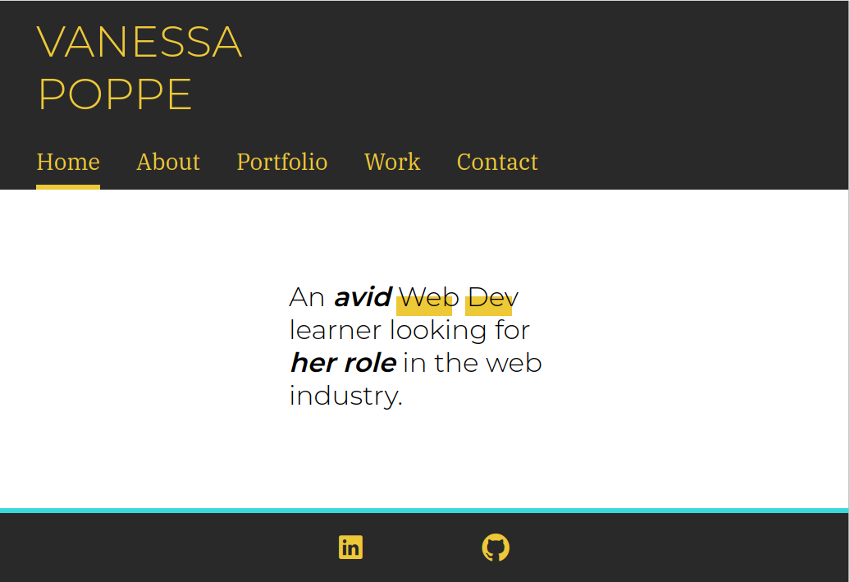 VANESSA
POPPE
Home About Portfolio Work Contact
An avid Web Dev
learner looking for
her role in the web
industry.
in